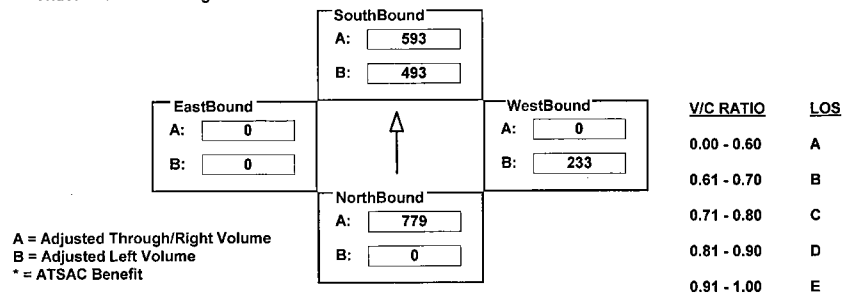 SouthBound
A: 593
B: 493
EastBound
A: 0
B: 0
WestBound
A: 0
B: 233
NorthBound
A: 779
B: 0
V/C RATIO LOS
0.00 - 0.60 A
0.61 - 0.70 B
0.71 - 0.80 C
0.81 - 0.90 D
0.91 - 1.00 E
A = Adjusted Through/Right Volume
B = Adjusted Left Volume
* = ATSAC Benefit